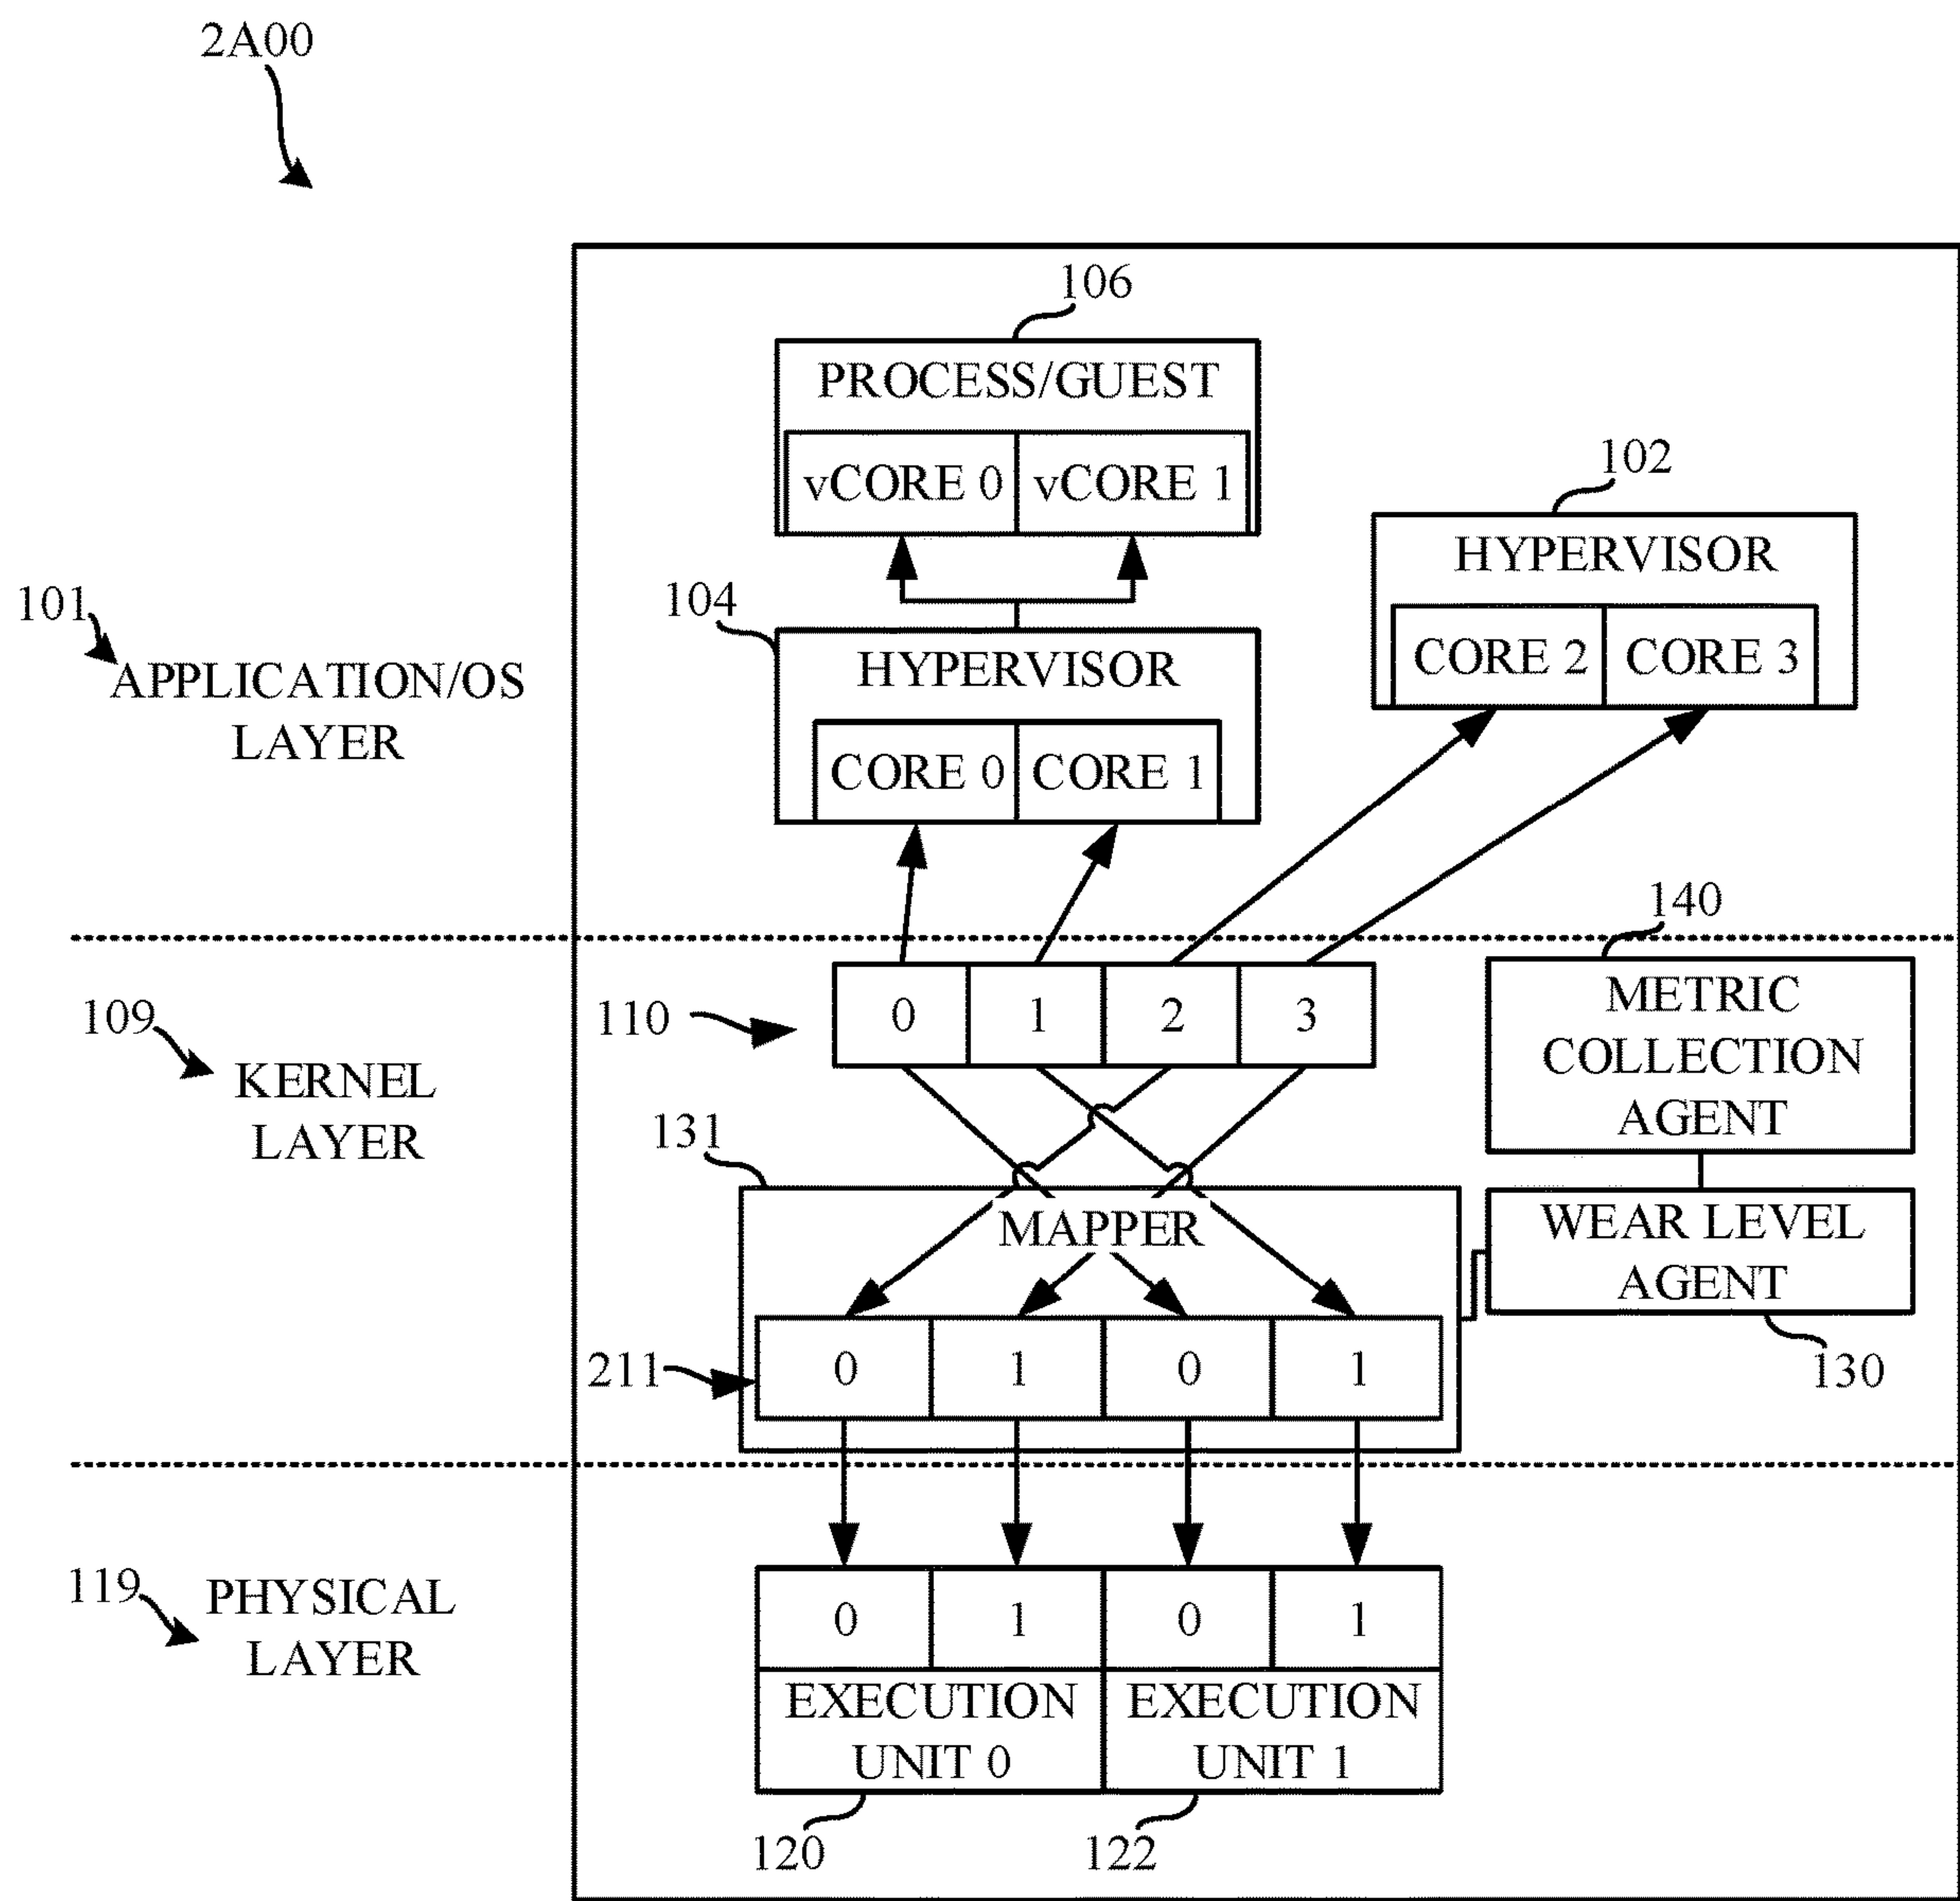 2A00
106
PROCESS/GUEST
vCORE 0 vCORE 1
102
HYPERVISOR
CORE 2 CORE 3
101
APPLICATION/OS
LAYER
104
HYPERVISOR
CORE 0 CORE 1
140
METRIC
COLLECTION
AGENT
109
KERNEL
LAYER
110
0 1 2 3
131
MAPPER
WEAR LEVEL
AGENT
130
211
0 1 0 1
119
PHYSICAL
LAYER
0 1 0 1
EXECUTION
UNIT 0
EXECUTION
UNIT 1
120
122